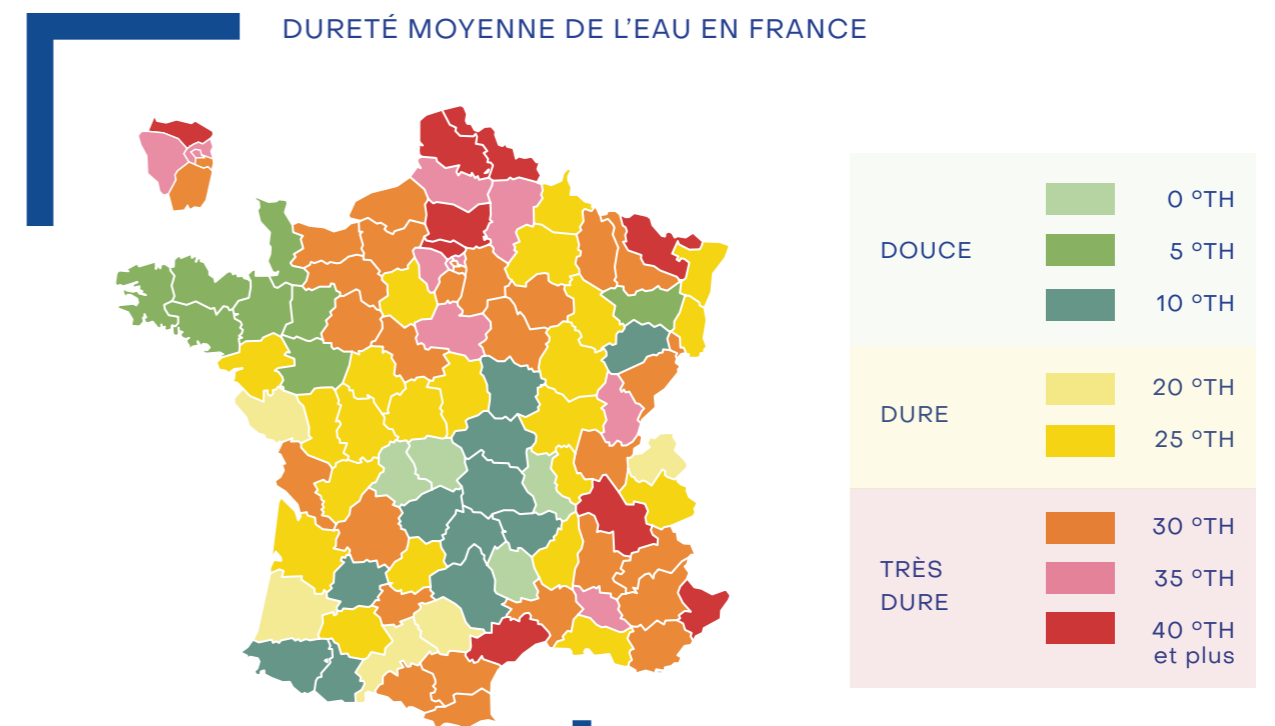 DURETÉ MOYENNE DE L'EAU EN FRANCE
DOUCE
0 °TH
5 °TH
10 °TH
DURE
20 °TH
25 °TH
TRÈS
DURE
30 °TH
35 °TH
40 °TH
et plus